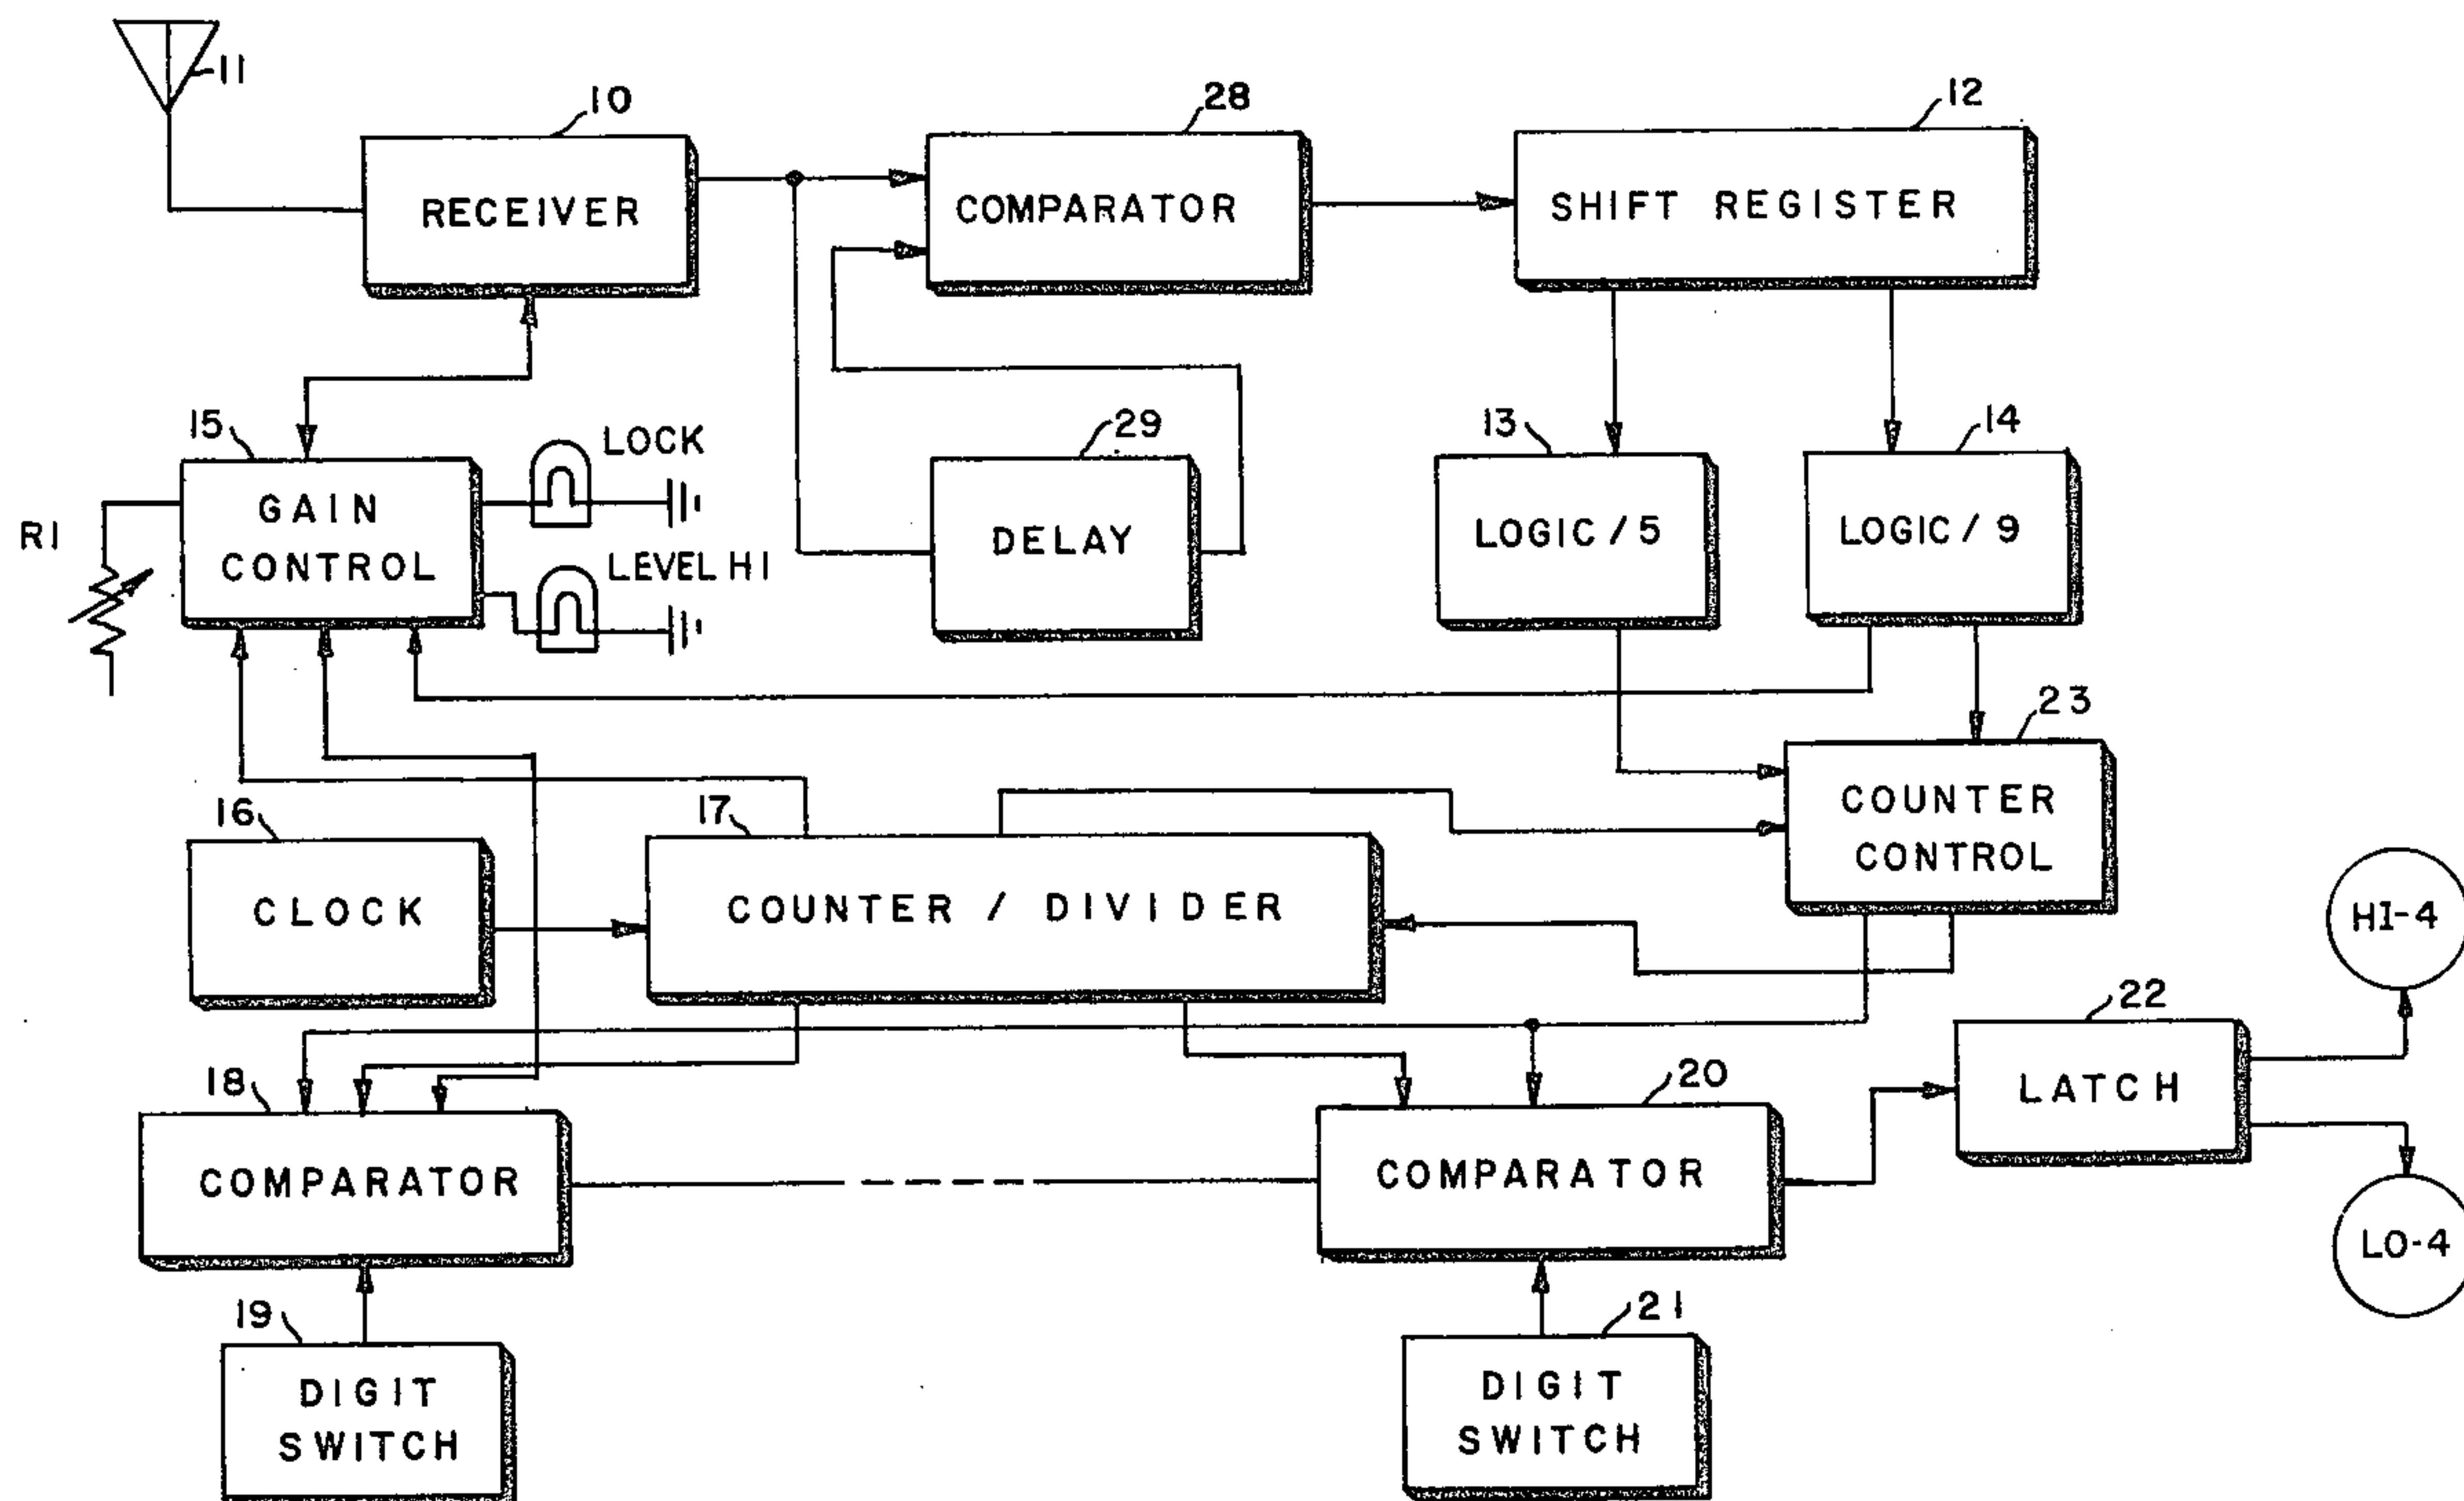 11
10
28
12
RECEIVER
COMPARATOR
SHIFT REGISTER
15
LOCK
29
13
14
R1
GAIN
CONTROL
LEVEL HI
DELAY
LOGIC / 5
LOGIC / 9
23
16
17
COUNTER
CONTROL
CLOCK
COUNTER / DIVIDER
HI-4
22
18
20
LATCH
COMPARATOR
COMPARATOR
LO-4
19
21
DIGIT
SWITCH
DIGIT
SWITCH